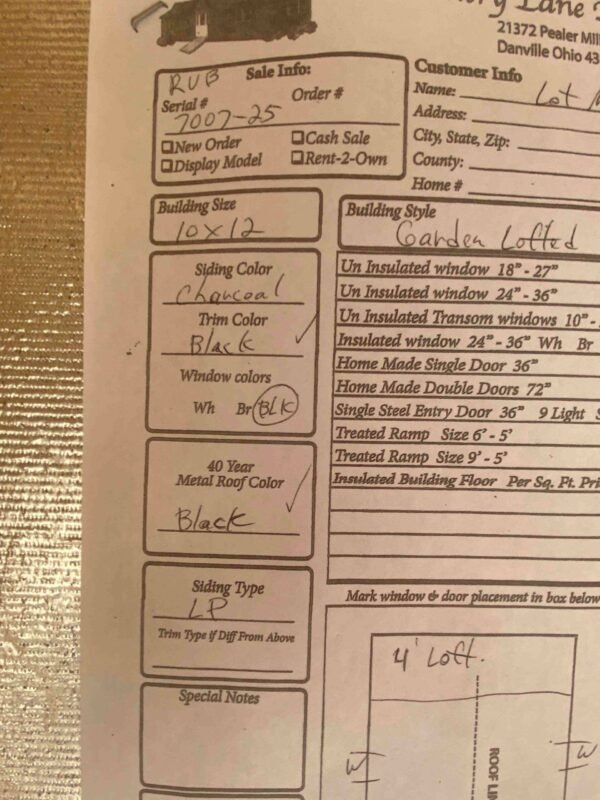 Lane
21372 Pealer Mill
Danville Ohio 43
Sale Info:
RUB
Serial #
Order #
7007-25
☐New Order
☐Cash Sale
☐Display Model
☐Rent-2-Own
Customer Info
Name: Lot
Address:
City, State, Zip:
County:
Home #
Building Size
10x12
Building Style
Garden Lofted
Siding Color
Charcoal
Trim Color
Black ✓
Window colors
Wh Br BLK
40 Year
Metal Roof Color
Black ✓
Siding Type
LP
Trim Type if Diff From Above
Special Notes
Un Insulated window 18" - 27"
Un Insulated window 24" - 36"
Un Insulated Transom windows 10" -
Insulated window 24" - 36" Wh Br
Home Made Single Door 36"
Home Made Double Doors 72"
Single Steel Entry Door 36" 9 Light
Treated Ramp Size 6' - 5'
Treated Ramp Size 9' - 5'
Insulated Building Floor Per Sq. Ft. Pri
Mark window & door placement in box below
4' Loft.
W
W
ROOF LIN